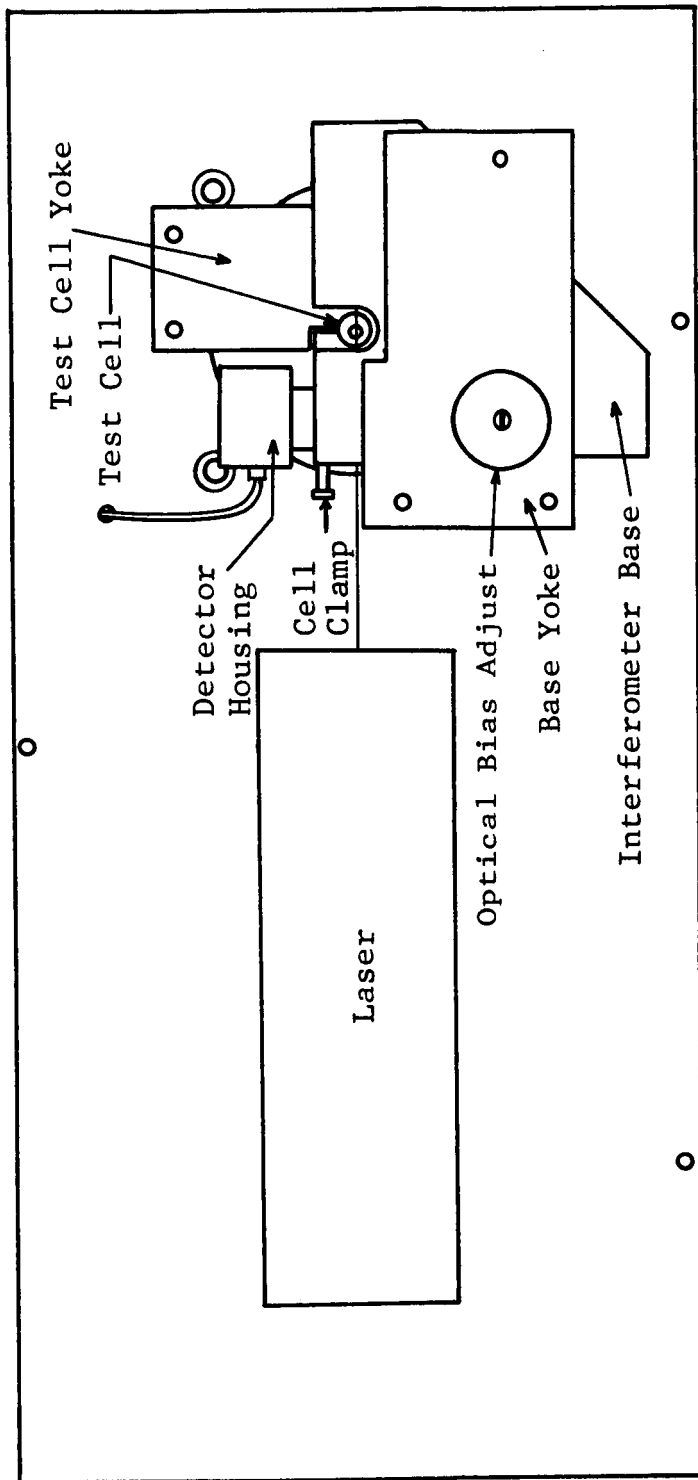 Test Cell Yoke
Test Cell
Detector
Housing
Cell
Clamp
Laser
Optical Bias Adjust
Base Yoke
Interferometer Base